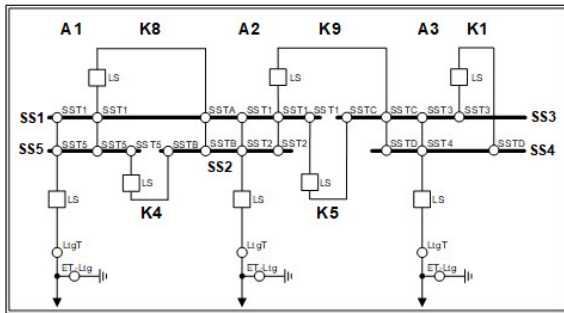 A1 K8 A2 K9 A3 K1
LS LS LS
SS1 SST1 SST1 SSTA SST1 SST1 SST1 SSTC SSTC SST3 SST3 SS3
SS5 SST5 SST5 SST5 SSTB SSTB SST2 SST2 SSTD SST4 SSTD SS4
SS2
LS LS
K4 K5
LS LS LS
LtgT LtgT LtgT
ET-Ltg ET-Ltg ET-Ltg